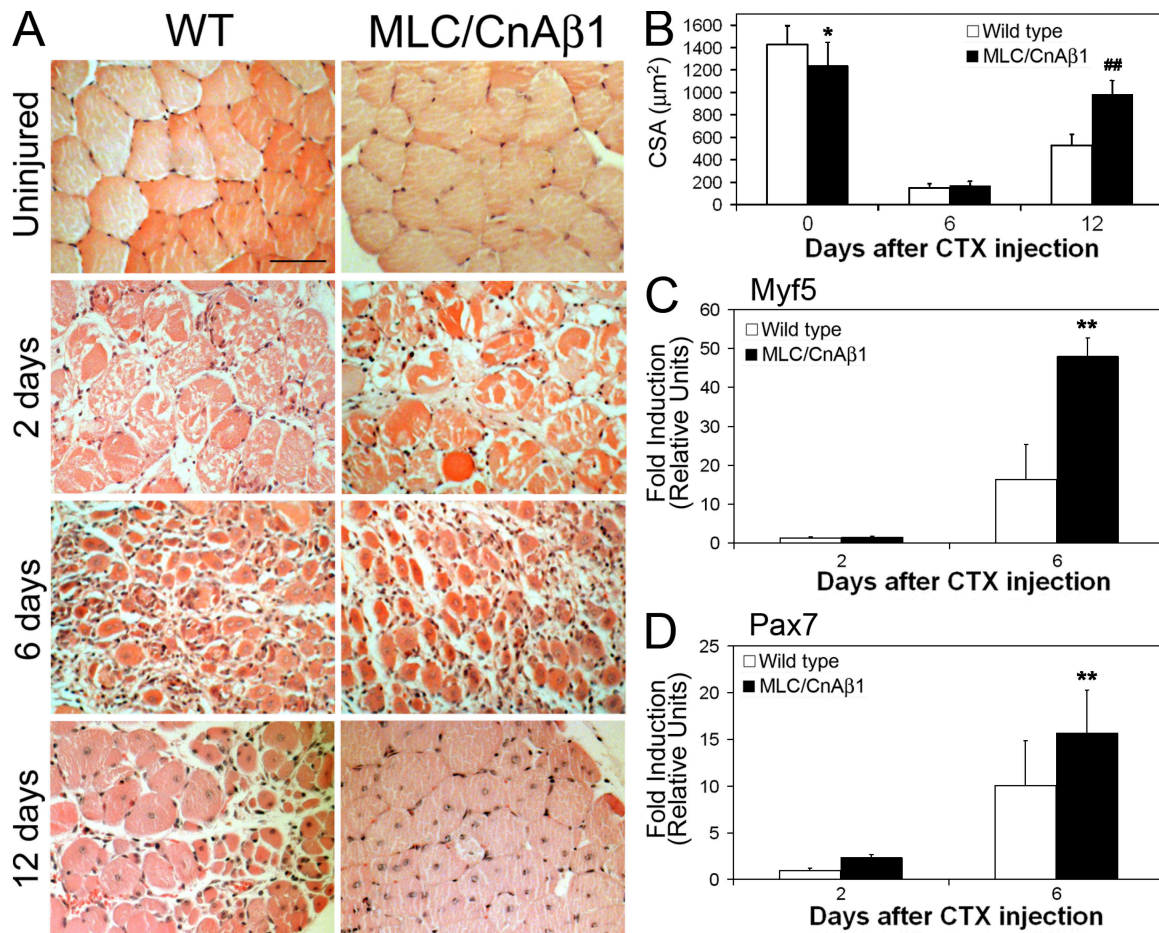 A
WT
MLC/CnAβ1
Uninjured
2 days
6 days
12 days
B
Wild type
MLC/CnAβ1
CSA (µm²)
1600
1400
1200
1000
800
600
400
200
0
*
##
0
6
12
Days after CTX injection
C
Myf5
Wild type
MLC/CnAβ1
Fold Induction
(Relative Units)
60
50
40
30
20
10
0
**
2
6
Days after CTX injection
D
Pax7
Wild type
MLC/CnAβ1
Fold Induction
(Relative Units)
25
20
15
10
5
0
**
2
6
Days after CTX injection